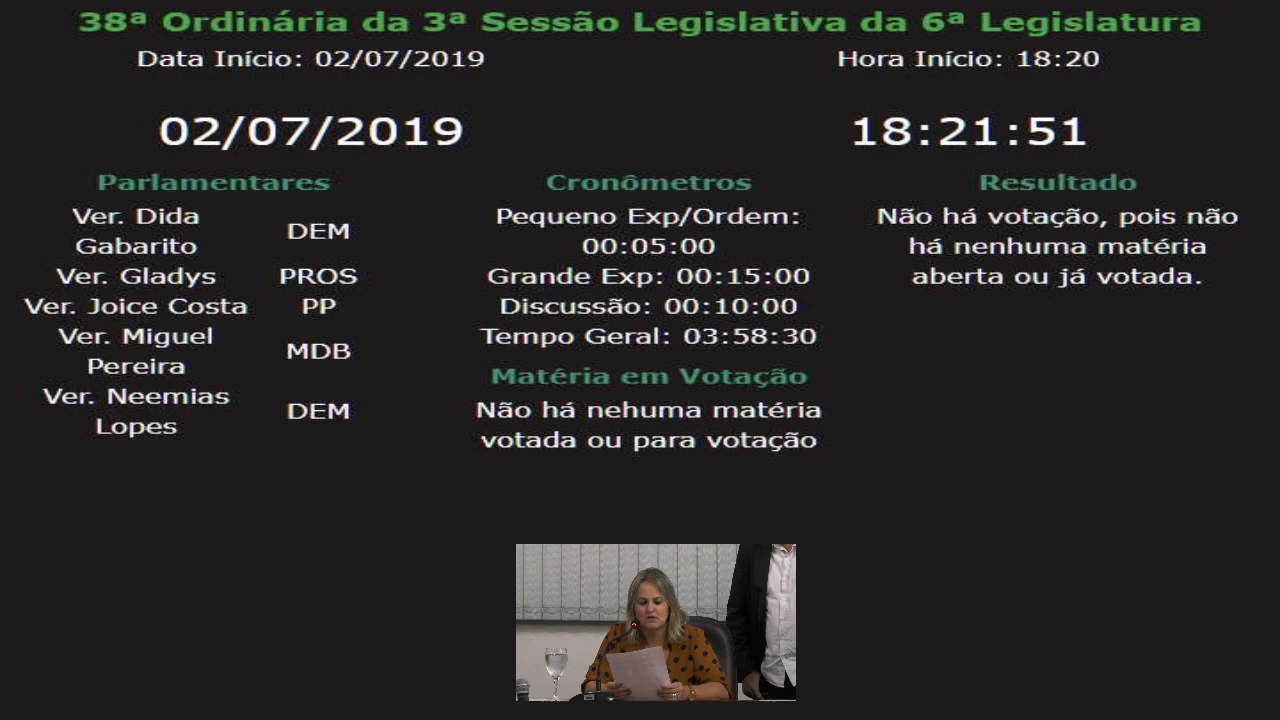 38ª Ordinária da 3ª Sessão Legislativa da 6ª Legislatura
Data Início: 02/07/2019
Hora Início: 18:20
02/07/2019
18:21:51
Parlamentares
Ver. Dida
Gabarito
DEM
Ver. Gladys
PROS
Ver. Joice Costa
PP
Ver. Miguel
Pereira
MDB
Ver. Neemias
Lopes
DEM
Cronômetros
Pequeno Exp/Ordem:
00:05:00
Grande Exp: 00:15:00
Discussão: 00:10:00
Tempo Geral: 03:58:30
Matéria em Votação
Não há nehuma matéria
votada ou para votação
Resultado
Não há votação, pois não
há nenhuma matéria
aberta ou já votada.